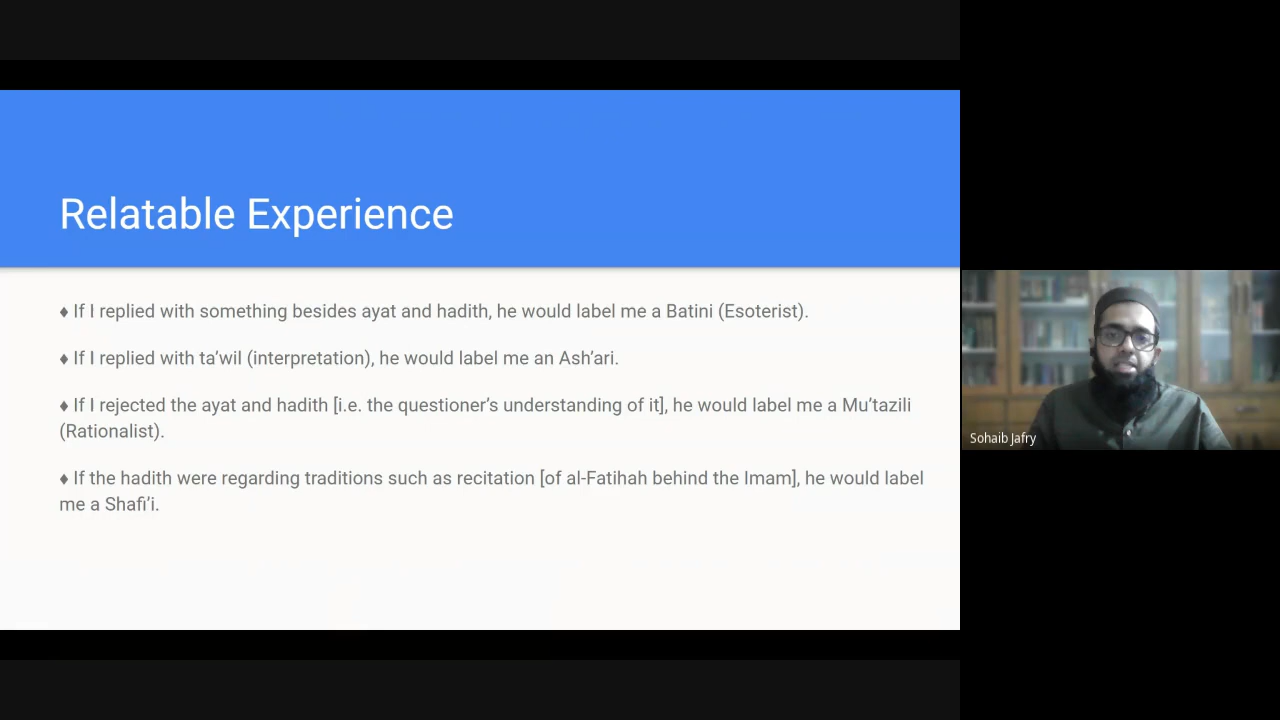 Relatable Experience
♦ If I replied with something besides ayat and hadith, he would label me a Batini (Esoterist).
♦ If I replied with ta’wil (interpretation), he would label me an Ash’ari.
♦ If I rejected the ayat and hadith [i.e. the questioner’s understanding of it], he would label me a Mu’tazili
(Rationalist).
♦ If the hadith were regarding traditions such as recitation [of al-Fatihah behind the Imam], he would label
me a Shafi’i.
Sohaib Jafry